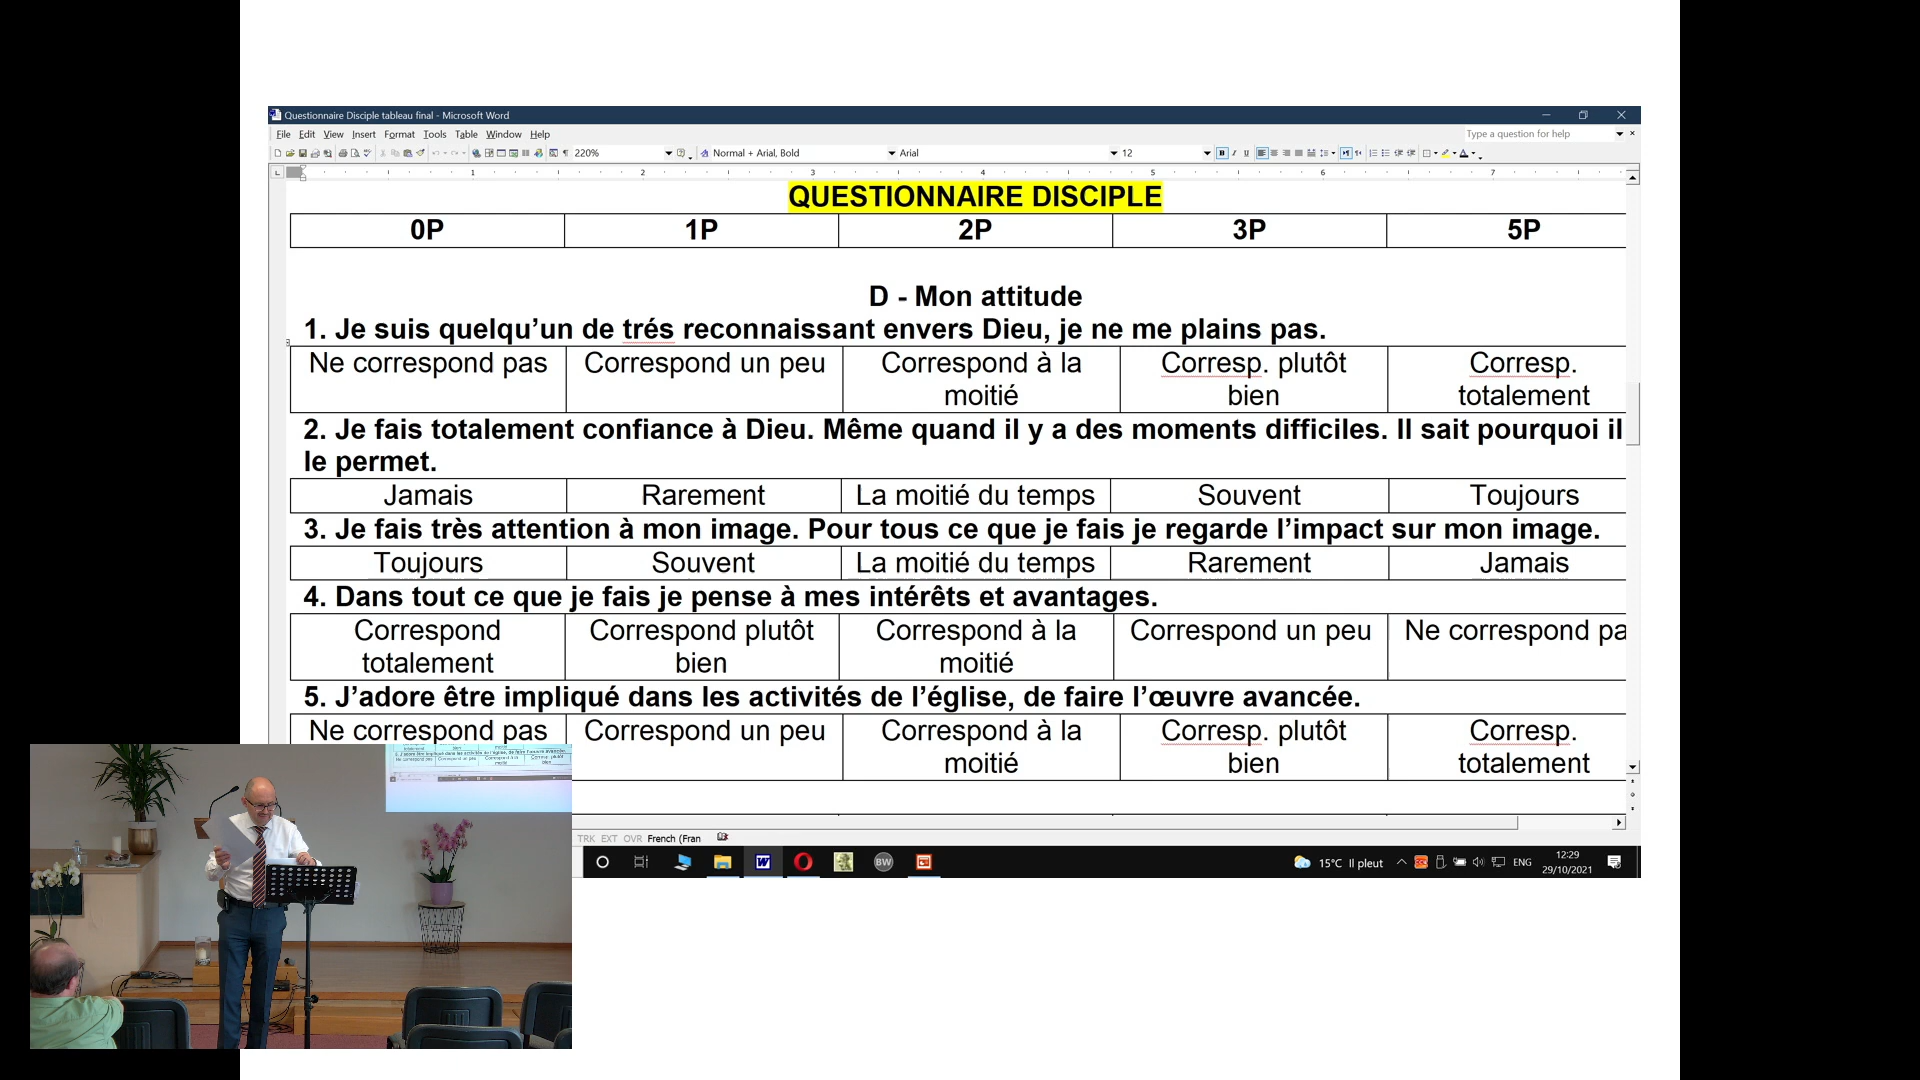 Questionnaire Disciple tableau final - Microsoft Word
File Edit View Insert Format Tools Table Window Help
Type a question for help
220%
Normal + Arial, Bold
Arial
12
1 2 3 4 5 6 7
QUESTIONNAIRE DISCIPLE
0P 1P 2P 3P 5P
D - Mon attitude
1. Je suis quelqu’un de trés reconnaissant envers Dieu, je ne me plains pas.
Ne correspond pas Correspond un peu Correspond à la Corresp. plutôt Corresp.
moitié bien totalement
2. Je fais totalement confiance à Dieu. Même quand il y a des moments difficiles. Il sait pourquoi il
le permet.
Jamais Rarement La moitié du temps Souvent Toujours
3. Je fais très attention à mon image. Pour tous ce que je fais je regarde l’impact sur mon image.
Toujours Souvent La moitié du temps Rarement Jamais
4. Dans tout ce que je fais je pense à mes intérêts et avantages.
Correspond Correspond plutôt Correspond à la Correspond un peu Ne correspond pa
totalement bien moitié
5. J’adore être impliqué dans les activités de l’église, de faire l’œuvre avancée.
Ne correspond pas Correspond un peu Correspond à la Corresp. plutôt Corresp.
moitié bien totalement
TRK EXT OVR French (Fran
BW
15°C Il pleut
ENG
12:29
29/10/2021